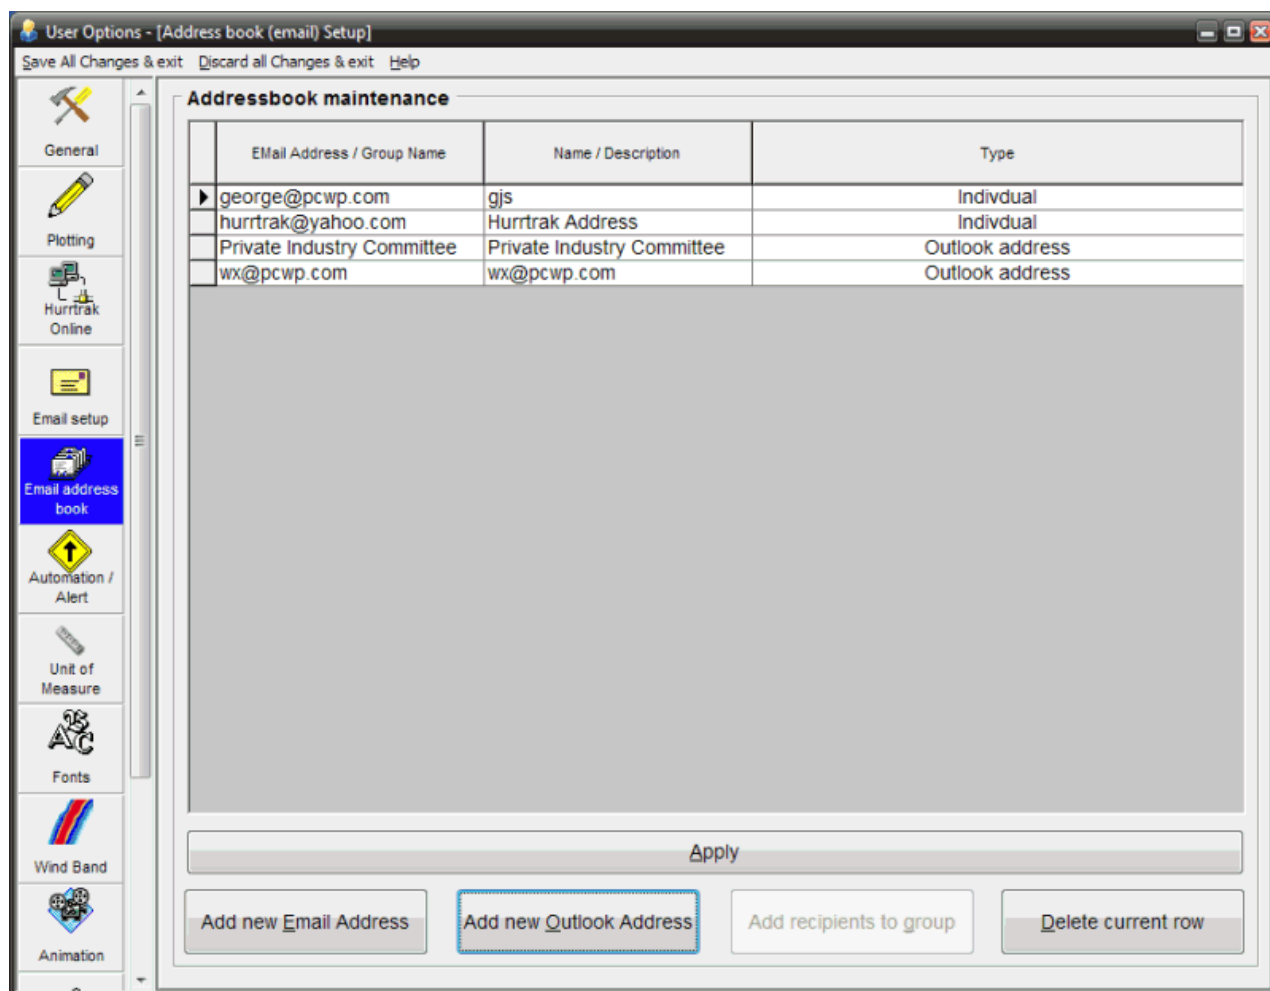 User Options - [Address book (email) Setup]
Save All Changes & exit Discard all Changes & exit Help
General
Plotting
Hurrtrak
Online
Email setup
Email address
book
Automation /
Alert
Unit of
Measure
Fonts
Wind Band
Animation
Addressbook maintenance
EMail Address / Group Name Name / Description Type
george@pcwp.com gjs Indivdual
hurrtrak@yahoo.com Hurrtrak Address Indivdual
Private Industry Committee Private Industry Committee Outlook address
wx@pcwp.com wx@pcwp.com Outlook address
Apply
Add new Email Address Add new Outlook Address Add recipients to group Delete current row